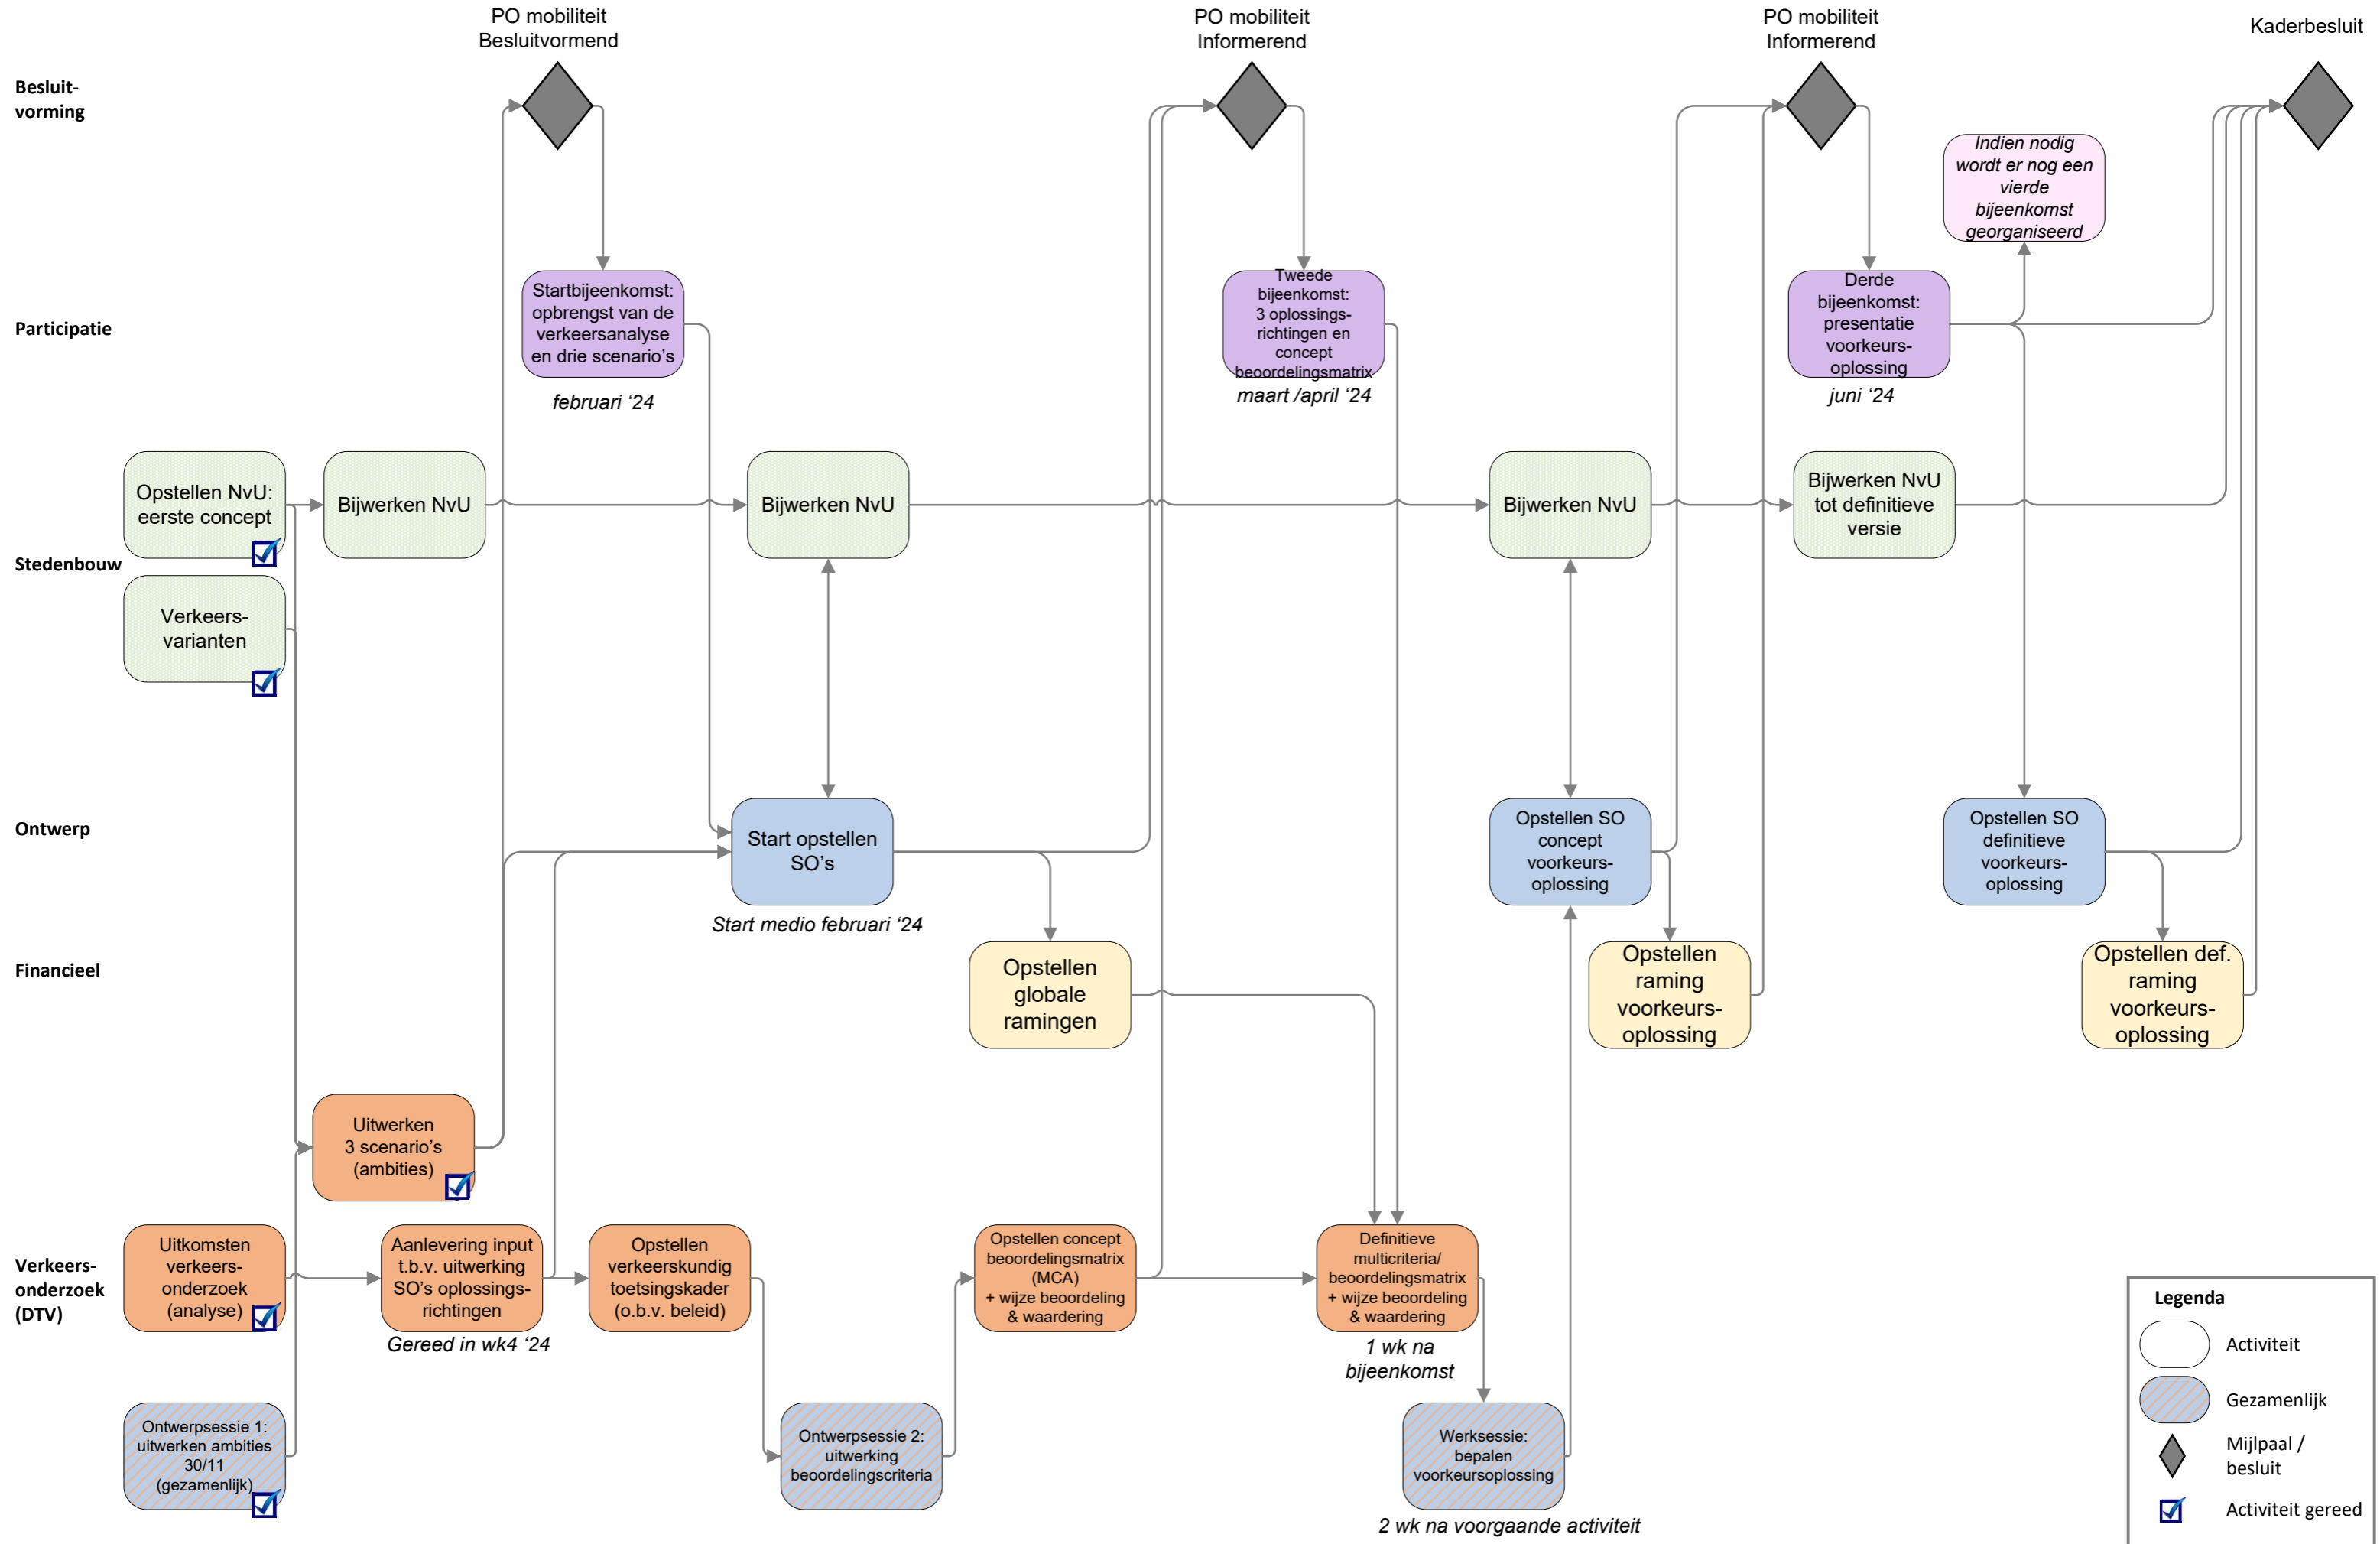 PO mobiliteit
Besluitvormend
PO mobiliteit
Informerend
PO mobiliteit
Informerend
Kaderbesluit
Besluit-
vorming
Indien nodig
wordt er nog een
vierde
bijeenkomst
georganiseerd
Participatie
Startbijeenkomst:
opbrengst van de
verkeersanalyse
en drie scenario’s
februari ‘24
Tweede
bijeenkomst:
3 oplossings-
richtingen en
concept
beoordelingsmatrix
maart /april ‘24
Derde
bijeenkomst:
presentatie
voorkeurs-
oplossing
juni ‘24
Stedenbouw
Opstellen NvU:
eerste concept
Bijwerken NvU
Bijwerken NvU
Bijwerken NvU
Bijwerken NvU
tot definitieve
versie
Verkeers-
varianten
Ontwerp
Start opstellen
SO’s
Start medio februari ‘24
Opstellen SO
concept
voorkeurs-
oplossing
Opstellen SO
definitieve
voorkeurs-
oplossing
Financieel
Opstellen
globale
ramingen
Opstellen
raming
voorkeurs-
oplossing
Opstellen def.
raming
voorkeurs-
oplossing
Uitwerken
3 scenario’s
(ambities)
Verkeers-
onderzoek
(DTV)
Uitkomsten
verkeers-
onderzoek
(analyse)
Aanlevering input
t.b.v. uitwerking
SO’s oplossings-
richtingen
Gereed in wk4 ‘24
Opstellen
verkeerskundig
toetsingskader
(o.b.v. beleid)
Opstellen concept
beoordelingsmatrix
(MCA)
+ wijze beoordeling
& waardering
Definitieve
multicriteria/
beoordelingsmatrix
+ wijze beoordeling
& waardering
1 wk na
bijeenkomst
Ontwerpsessie 1:
uitwerken ambities
30/11
(gezamenlijk)
Ontwerpsessie 2:
uitwerking
beoordelingscriteria
Werksessie:
bepalen
voorkeursoplossing
2 wk na voorgaande activiteit
Legenda
Activiteit
Gezamenlijk
Mijlpaal /
besluit
Activiteit gereed